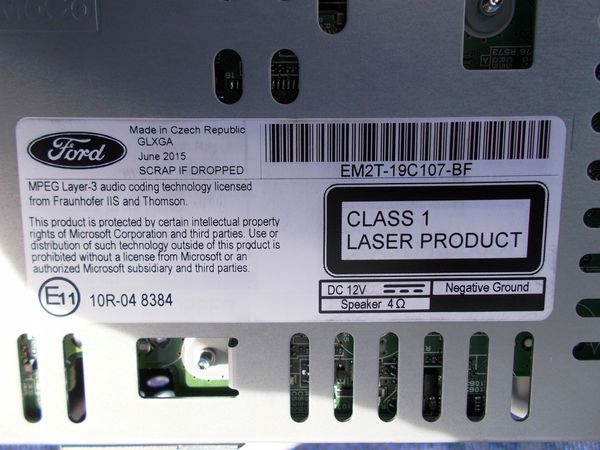 Ford
Made in Czech Republic
GLXGA
June 2015
SCRAP IF DROPPED
EM2T-19C107-BF
MPEG Layer-3 audio coding technology licensed
from Fraunhofer IIS and Thomson.
This product is protected by certain intellectual property
rights of Microsoft Corporation and third parties. Use or
distribution of such technology outside of this product is
prohibited without a license from Microsoft or an
authorized Microsoft subsidiary and third parties.
CLASS 1
LASER PRODUCT
DC 12V
Negative Ground
Speaker 4 Ω
E11 10R-04 8384
16